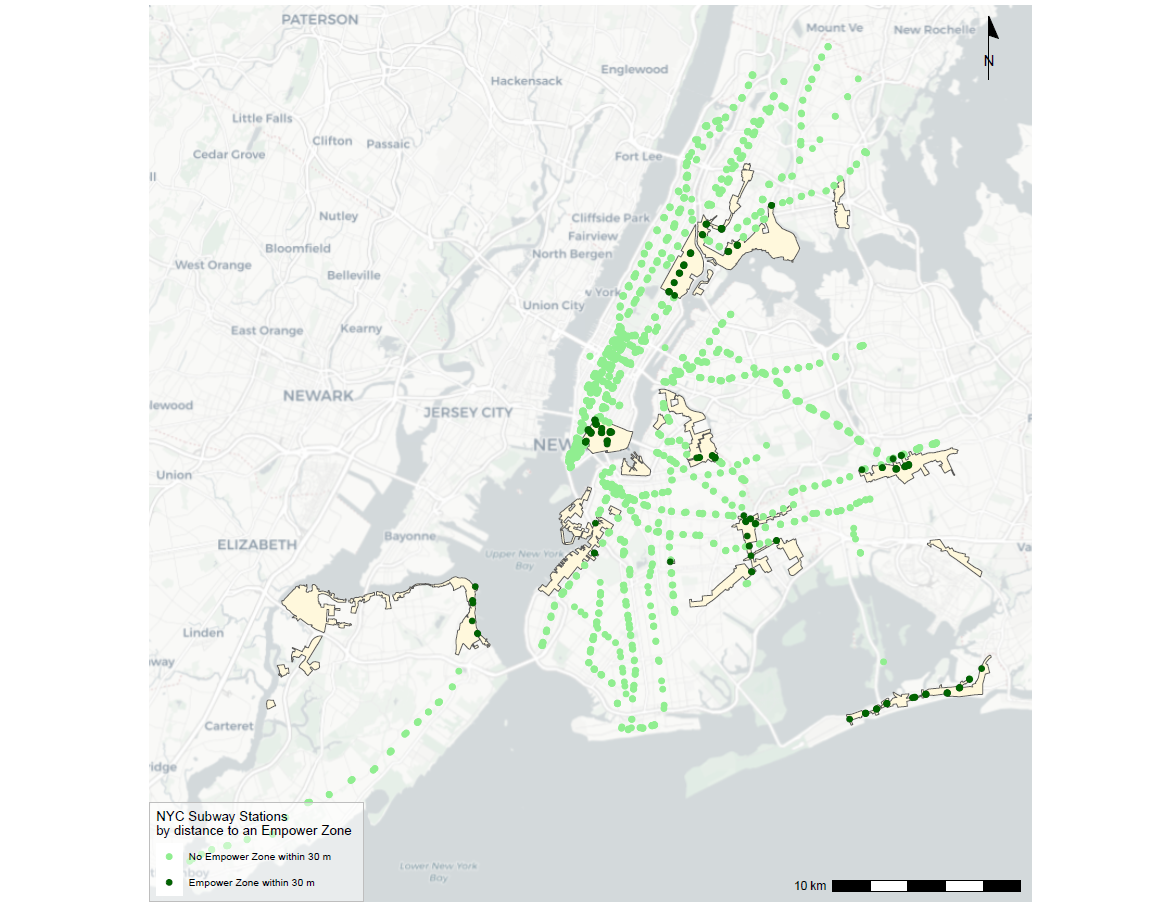 PATERSON
Mount Ve
New Rochelle
Englewood
Hackensack
N
Little Falls
Clifton
Passaic
Cedar Grove
Fort Lee
ll
Nutley
Cliffside Park
Fairview
Bloomfield
North Bergen
West Orange
Belleville
York
Union City
East Orange
Kearny
NEWARK
lewood
JERSEY CITY
NEW
Union
Bayonne
ELIZABETH
Upper New York
Bay
Va
Linden
way
Carteret
ridge
NYC Subway Stations
by distance to an Empower Zone
No Empower Zone within 30 m
Empower Zone within 30 m
boy
Lower New York
Bay
10 km